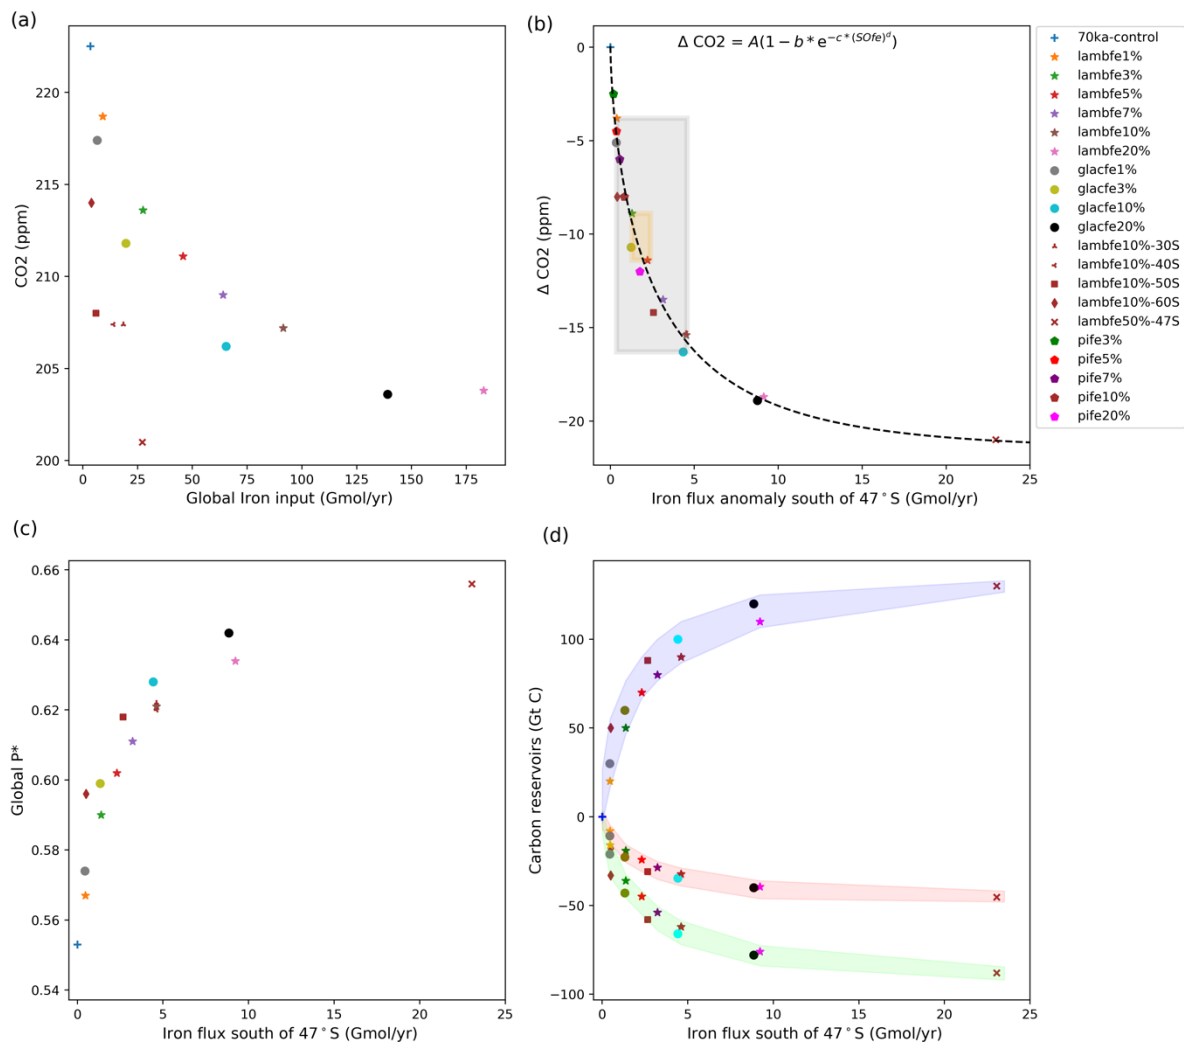 (a)
CO2 (ppm)
220
215
210
205
200
0 25 50 75 100 125 150 175
Global Iron input (Gmol/yr)
(b)
Δ CO2 = A(1 − b * e^{−c*(SOfe)^d})
Δ CO2 (ppm)
0
−5
−10
−15
−20
0 5 10 15 20 25
Iron flux anomaly south of 47°S (Gmol/yr)
70ka-control
lambfe1%
lambfe3%
lambfe5%
lambfe7%
lambfe10%
lambfe20%
glacfe1%
glacfe3%
glacfe10%
glacfe20%
lambfe10%-30S
lambfe10%-40S
lambfe10%-50S
lambfe10%-60S
lambfe50%-47S
pife3%
pife5%
pife7%
pife10%
pife20%
(c)
Global P*
0.66
0.64
0.62
0.60
0.58
0.56
0.54
0 5 10 15 20 25
Iron flux south of 47°S (Gmol/yr)
(d)
Carbon reservoirs (Gt C)
100
50
0
−50
−100
0 5 10 15 20 25
Iron flux south of 47°S (Gmol/yr)